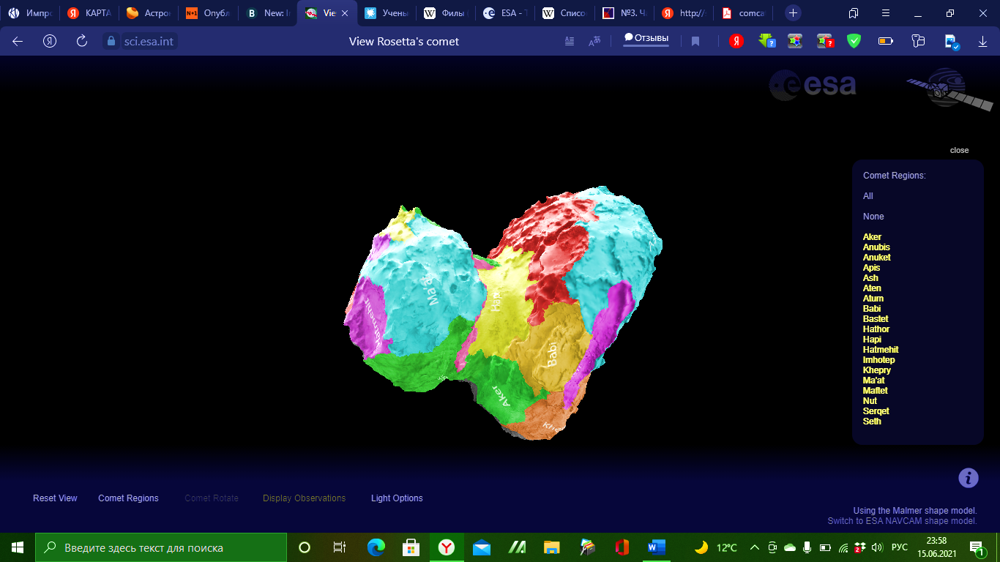 Импро
КАРТА
Астрон
N+1 Опубл
B New: Ir
Vie
Учены
W Филы
ESA - T
W Списо
№3. Ч
http://
comca
sci.esa.int
View Rosetta's comet
Отзывы
esa
close
Comet Regions:
All
None
Aker
Anubis
Anuket
Apis
Ash
Aten
Atum
Babi
Bastet
Hathor
Hapi
Hatmehit
Imhotep
Khepry
Ma'at
Maftet
Nut
Serqet
Seth
Ma'at
Hapi
Hatmehit
Babi
Aker
Reset View
Comet Regions
Comet Rotate
Display Observations
Light Options
Using the Malmer shape model.
Switch to ESA NAVCAM shape model.
Введите здесь текст для поиска
12°C
РУС
23:58
15.06.2021